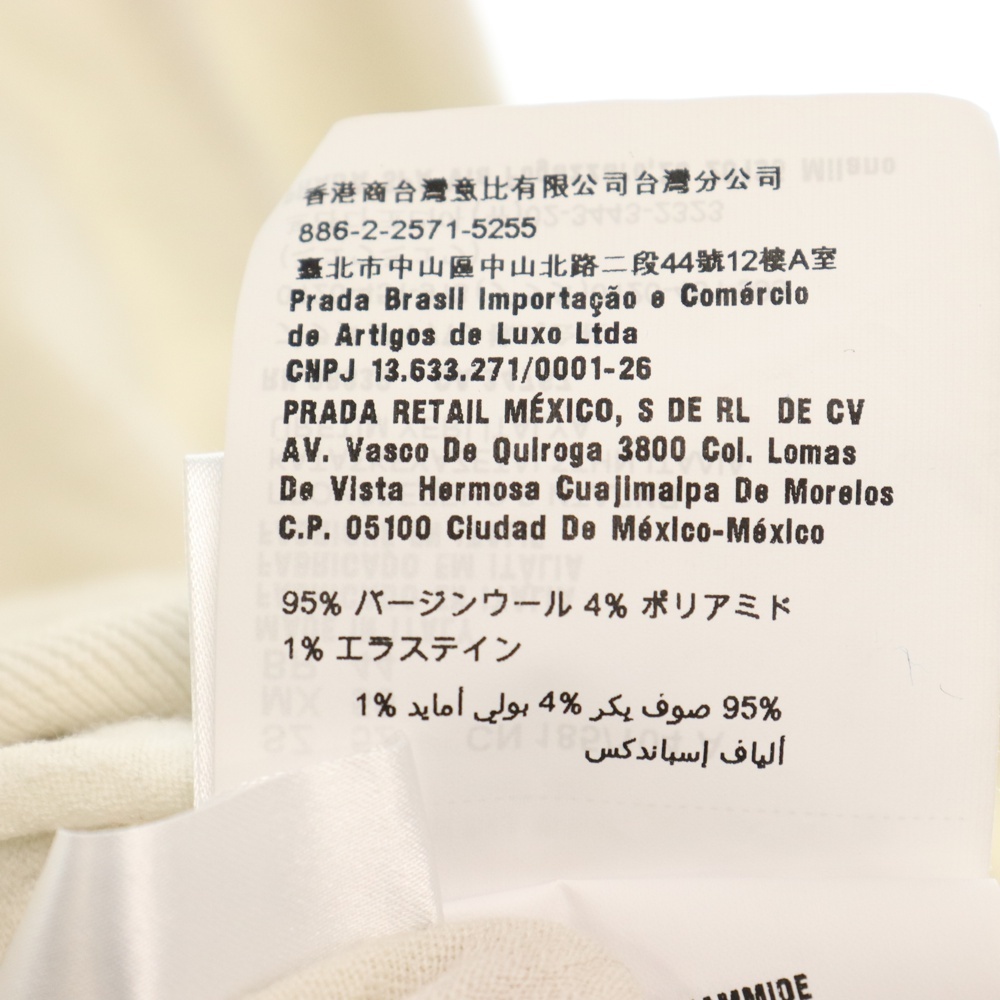 香港商台灣意比有限公司台灣分公司
886-2-2571-5255
臺北市中山區中山北路二段44號12樓A室
Prada Brasil Importação e Comércio
de Artigos de Luxo Ltda
CNPJ 13.633.271/0001-26
PRADA RETAIL MÉXICO, S DE RL DE CV
AV. Vasco De Quiroga 3800 Col. Lomas
De Vista Hermosa Cuajimalpa De Morelos
C.P. 05100 Ciudad De México-México
95% バージンウール 4% ポリアミド
1% エラステイン
95% صوف بكر 4% بولي أمايد 1%
ألياف إسباندكس